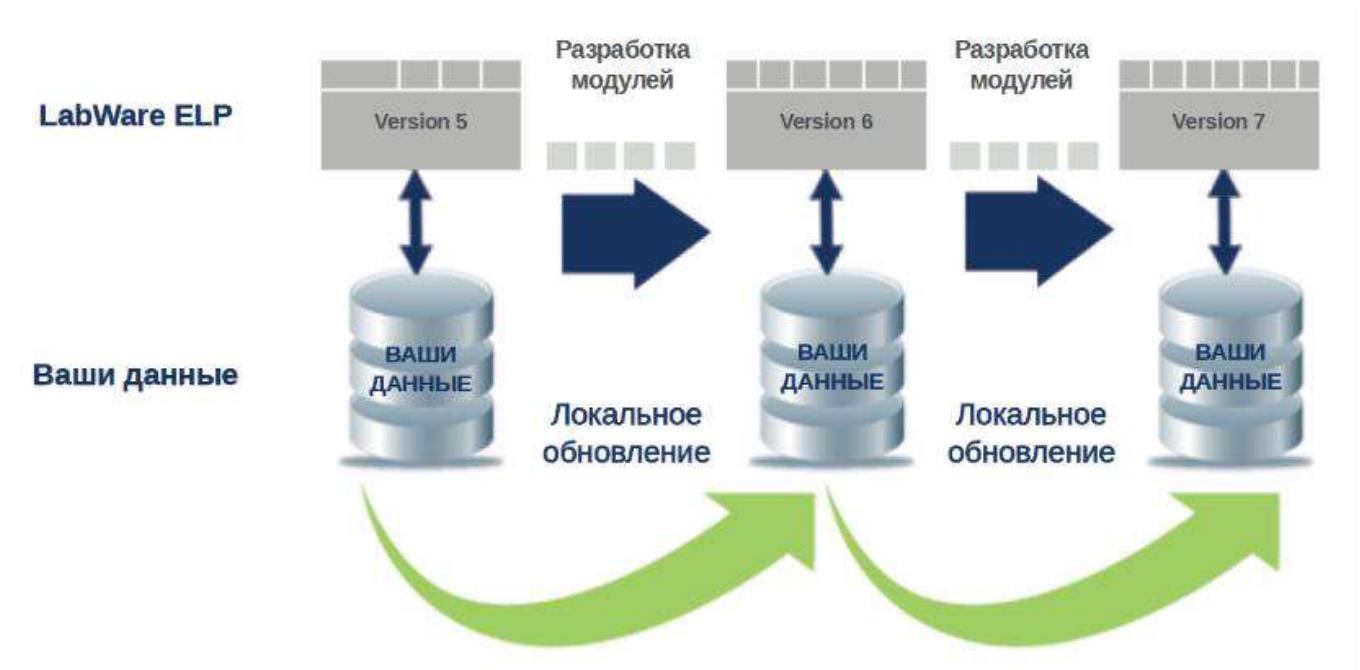 Разработка
модулей
Разработка
модулей
LabWare ELP
Version 5
Version 6
Version 7
Ваши данные
ВАШИ
ДАННЫЕ
ВАШИ
ДАННЫЕ
ВАШИ
ДАННЫЕ
Локальное
обновление
Локальное
обновление